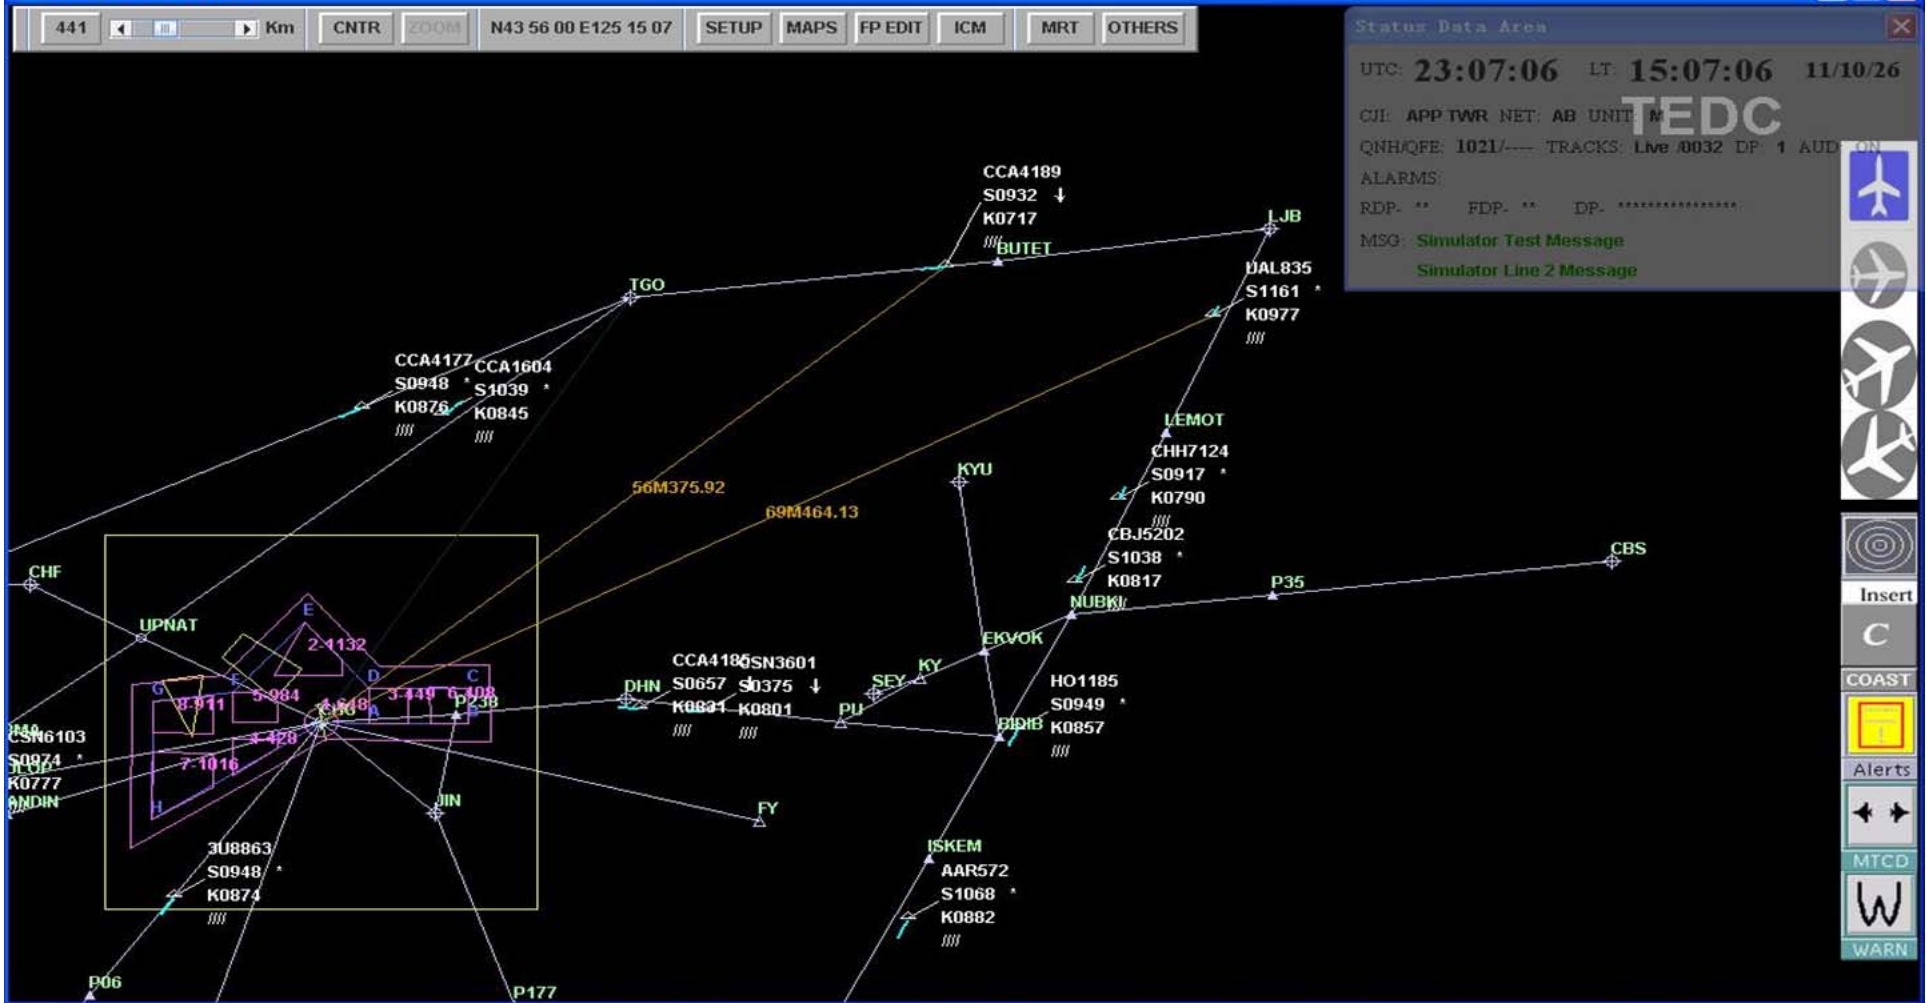 441 Km CNTR ZOOM N43 56 00 E125 15 07 SETUP MAPS FP EDIT ICM MRT OTHERS
Status Data Area
UTC: 23:07:06 LT: 15:07:06 11/10/26
TEDC
CJI: APP TWR NET: AB UNIT: M
QNH/QFE: 1021/---- TRACKS: Live /0032 DP: 1 AUD: ON
ALARMS:
RDP- ** FDP- ** DP- ****************
MSG: Simulator Test Message
Simulator Line 2 Message
CCA4189
S0932 ↓
K0717
////
BUTET
LJB
UAL835
S1161 *
K0977
////
TGO
CCA4177
S0948 *
K0876
////
CCA1604
S1039 *
K0845
////
LEMOT
CHH7124
S0917 *
K0790
////
KYU
56M375.92
69M464.13
CBJ5202
S1038 *
K0817
NUBKI
CBS
P35
CHF
UPNAT
E
2-1132
EKVOK
KY
SEY
CCA4185
S0657 ↓
K0831
////
CSN3601
S0375 ↓
K0801
////
DHN
D
C
G
F
3-449
6-408
5-984
8-911
A
B
P238
PU
BIDIB
HO1185
S0949 *
K0857
////
4-428
7-1016
H
CSN6103
S0974 *
K0777
ANDIN
JIN
FY
ISKEM
AAR572
S1068 *
K0882
////
3U8863
S0948 *
K0874
////
P06
P177
Insert
C
COAST
!
Alerts
MTCD
W
WARN